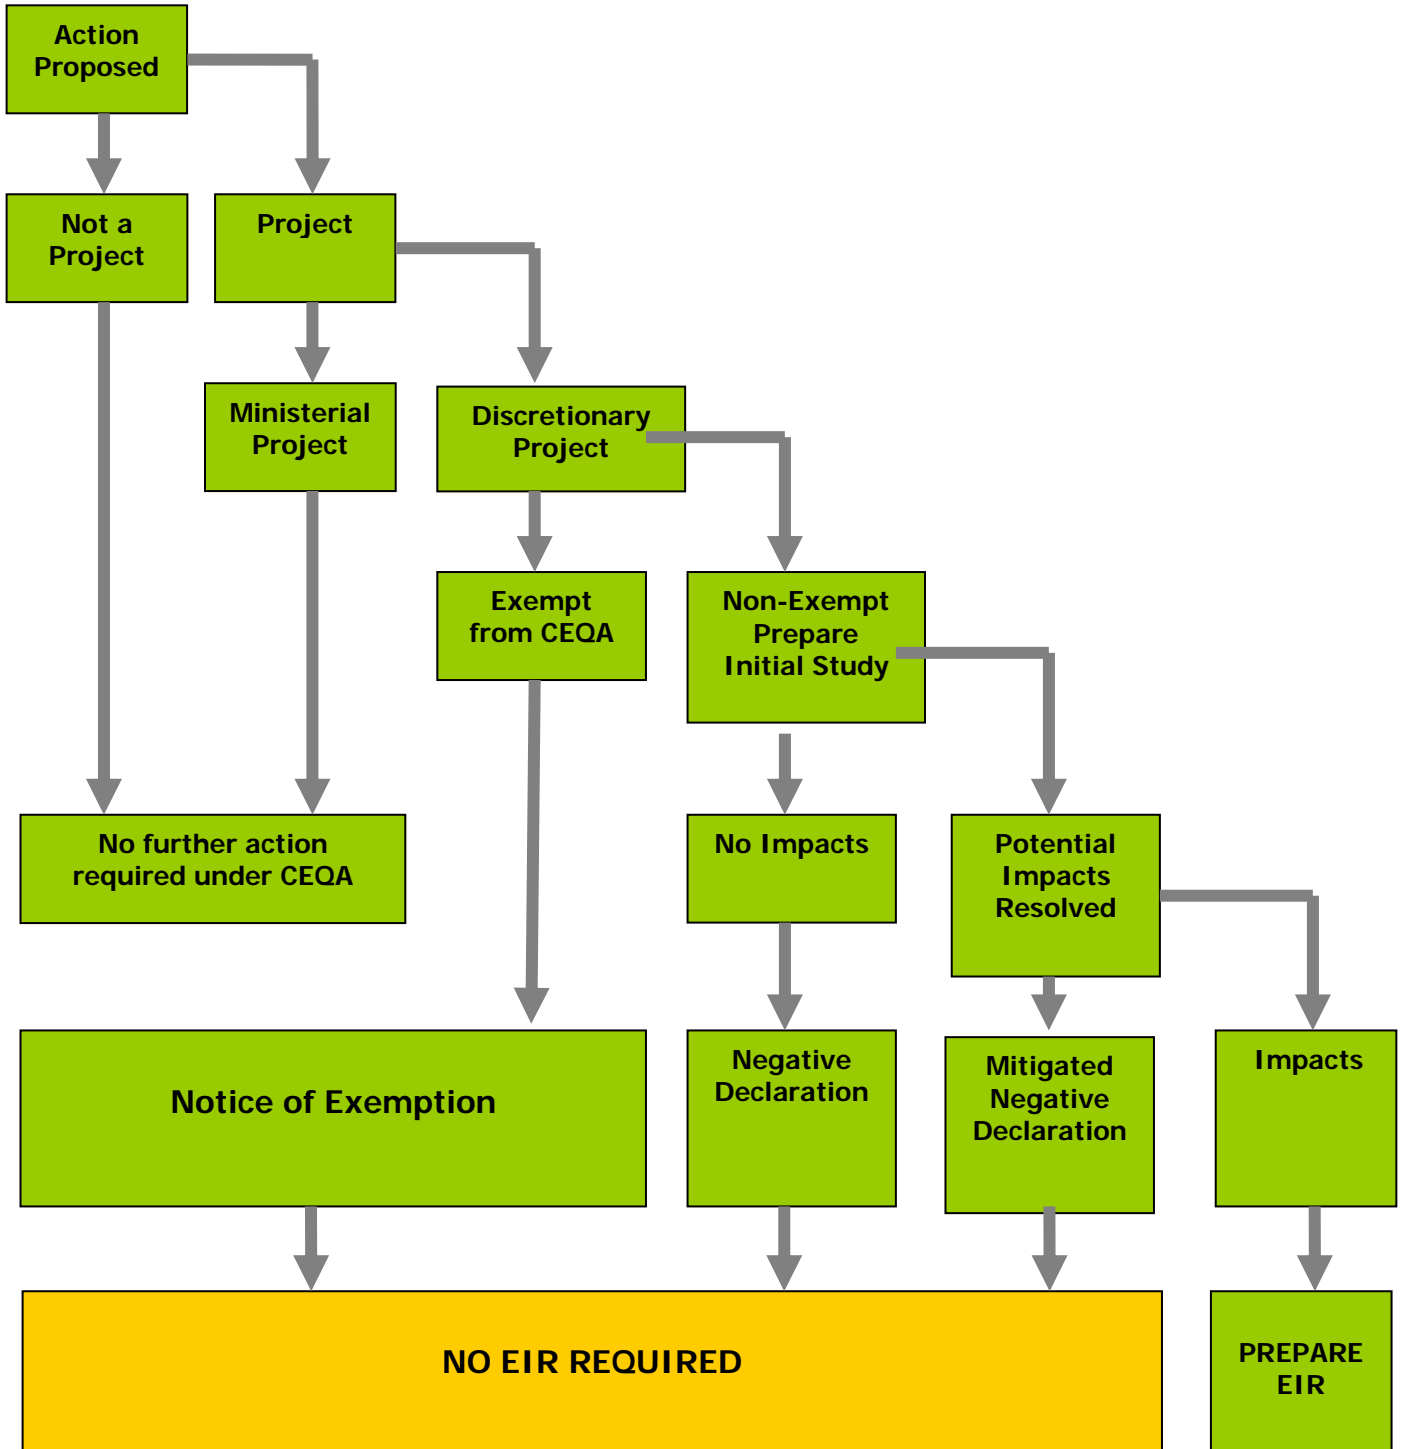 Action
Proposed
Not a
Project
Project
Ministerial
Project
Discretionary
Project
Exempt
from CEQA
Non-Exempt
Prepare
Initial Study
No further action
required under CEQA
No Impacts
Potential
Impacts
Resolved
Notice of Exemption
Negative
Declaration
Mitigated
Negative
Declaration
Impacts
NO EIR REQUIRED
PREPARE
EIR